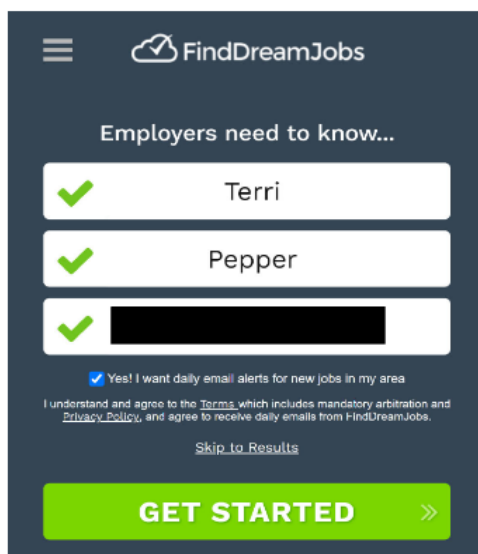 FindDreamJobs
Employers need to know...
Terri
Pepper
Yes! I want daily email alerts for new jobs in my area
I understand and agree to the Terms which includes mandatory arbitration and
Privacy Policy, and agree to receive daily emails from FindDreamJobs.
Skip to Results
GET STARTED